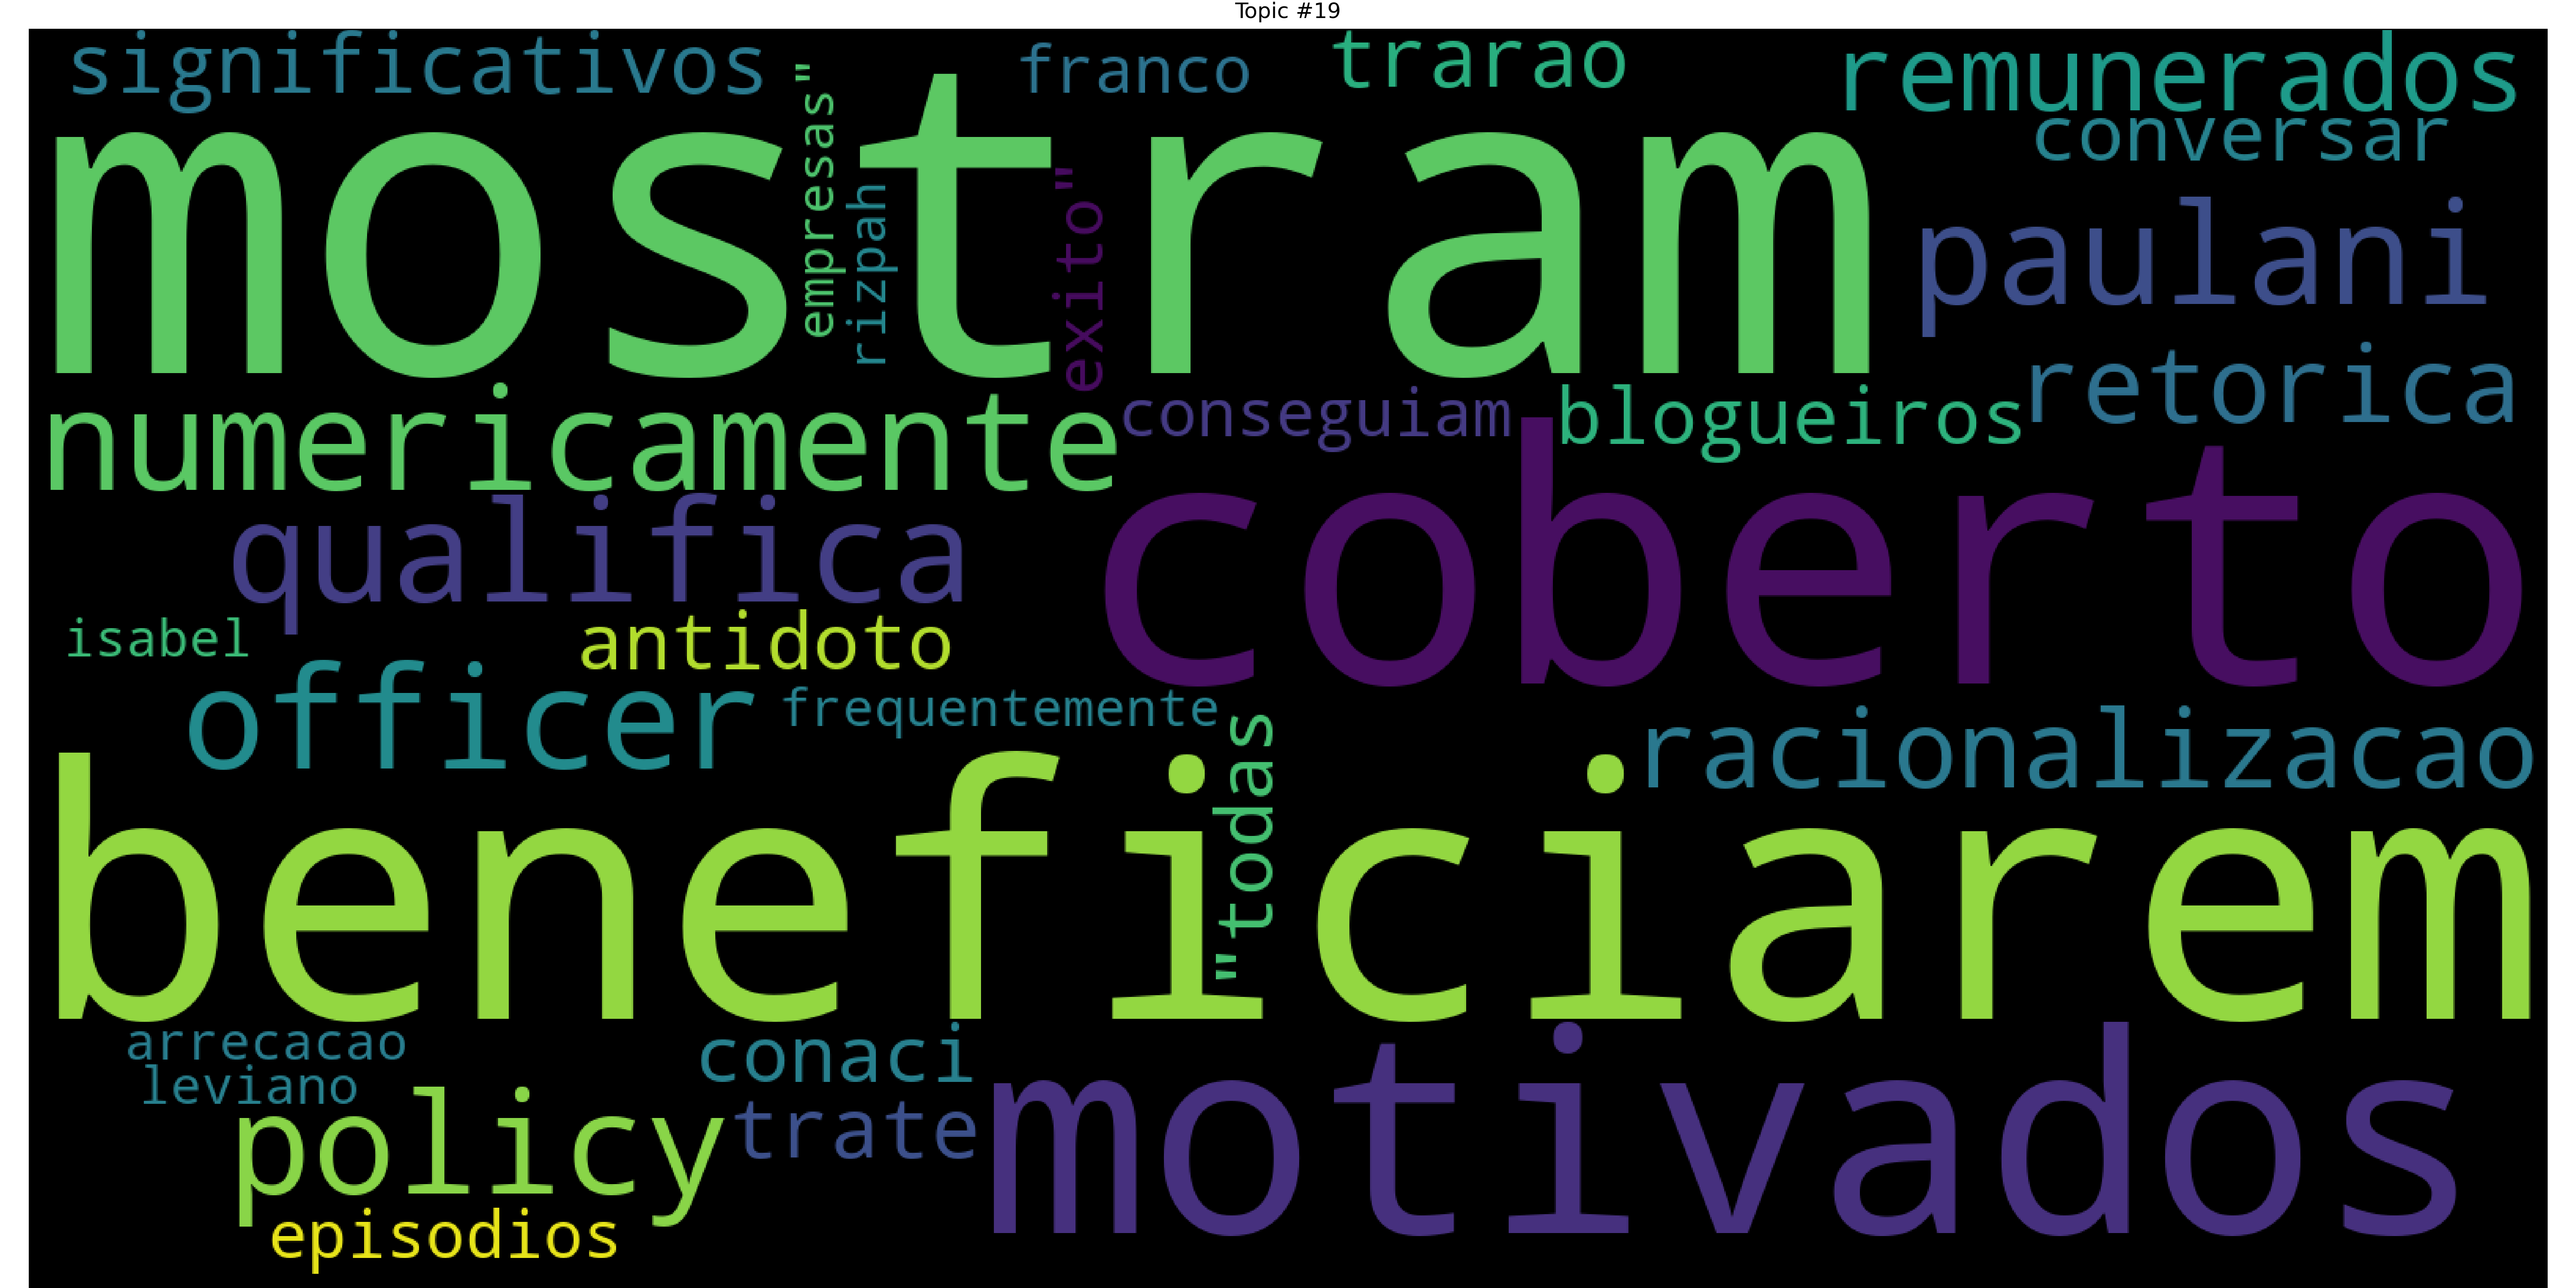 Topic #19
significativos
franco
trarao
remunerados
conversar
mostram
empresas"
rizpah
exito"
paulani
retorica
numericamente
conseguiam
blogueiros
coberto
qualifica
isabel
antidoto
officer
frequentemente
"todas
racionalizacao
beneficiarem
arrecacao
leviano
conaci
policy
trate
motivados
episodios